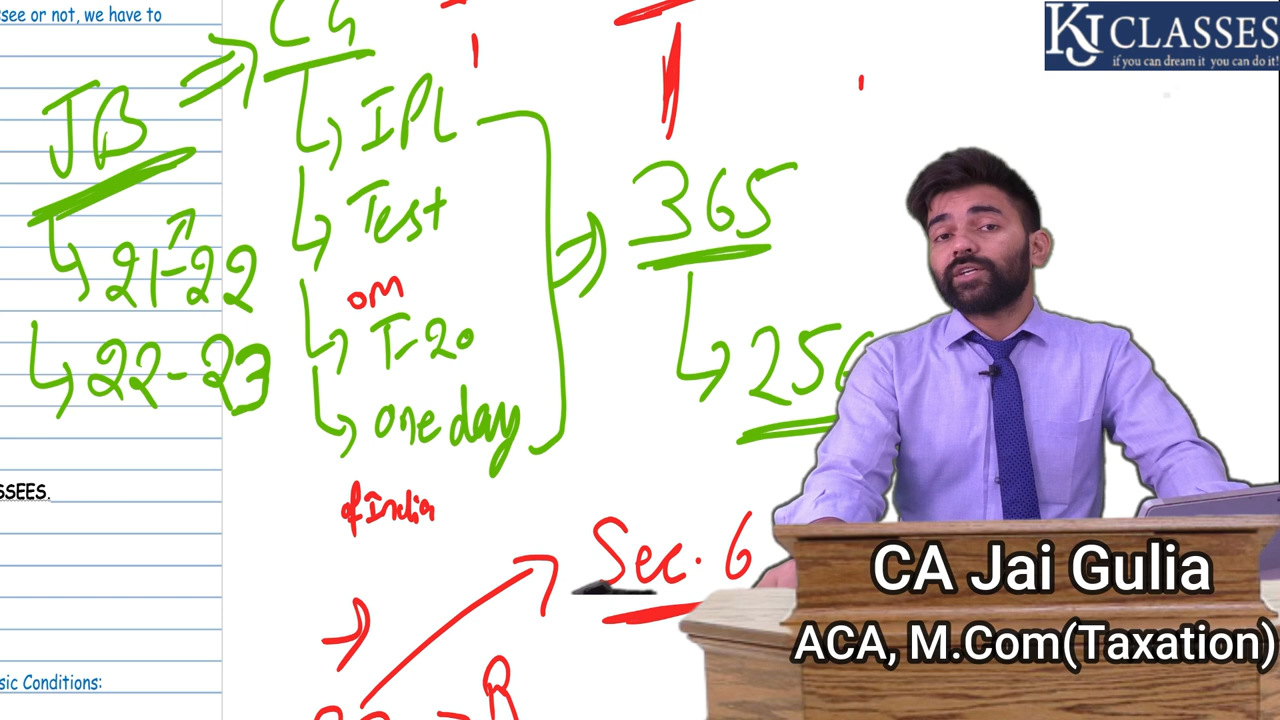 see or not, we have to
KJ CLASSES
if you can dream it you can do it!
JB
IPL
Test
365
21-22
om
T-20
22-23
one day
SSEES.
of India
Sec. 6
CA Jai Gulia
ACA, M.Com(Taxation)
sic Conditions:
R